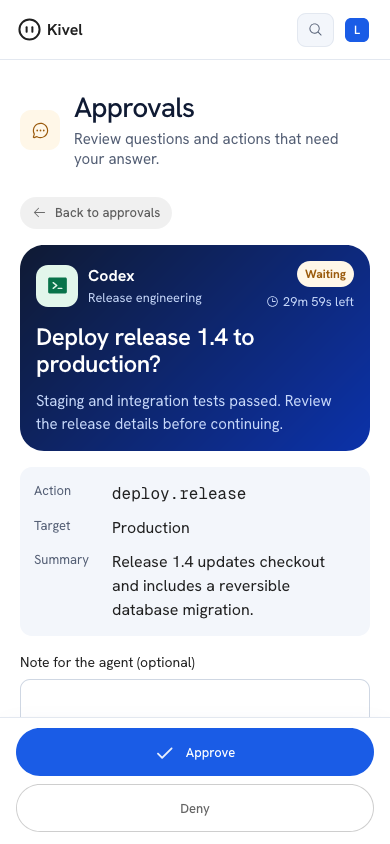 Kivel
L
Approvals
Review questions and actions that need
your answer.
Back to approvals
Codex
Release engineering
Waiting
29m 59s left
Deploy release 1.4 to
production?
Staging and integration tests passed. Review
the release details before continuing.
Action
deploy.release
Target
Production
Summary
Release 1.4 updates checkout
and includes a reversible
database migration.
Note for the agent (optional)
Approve
Deny